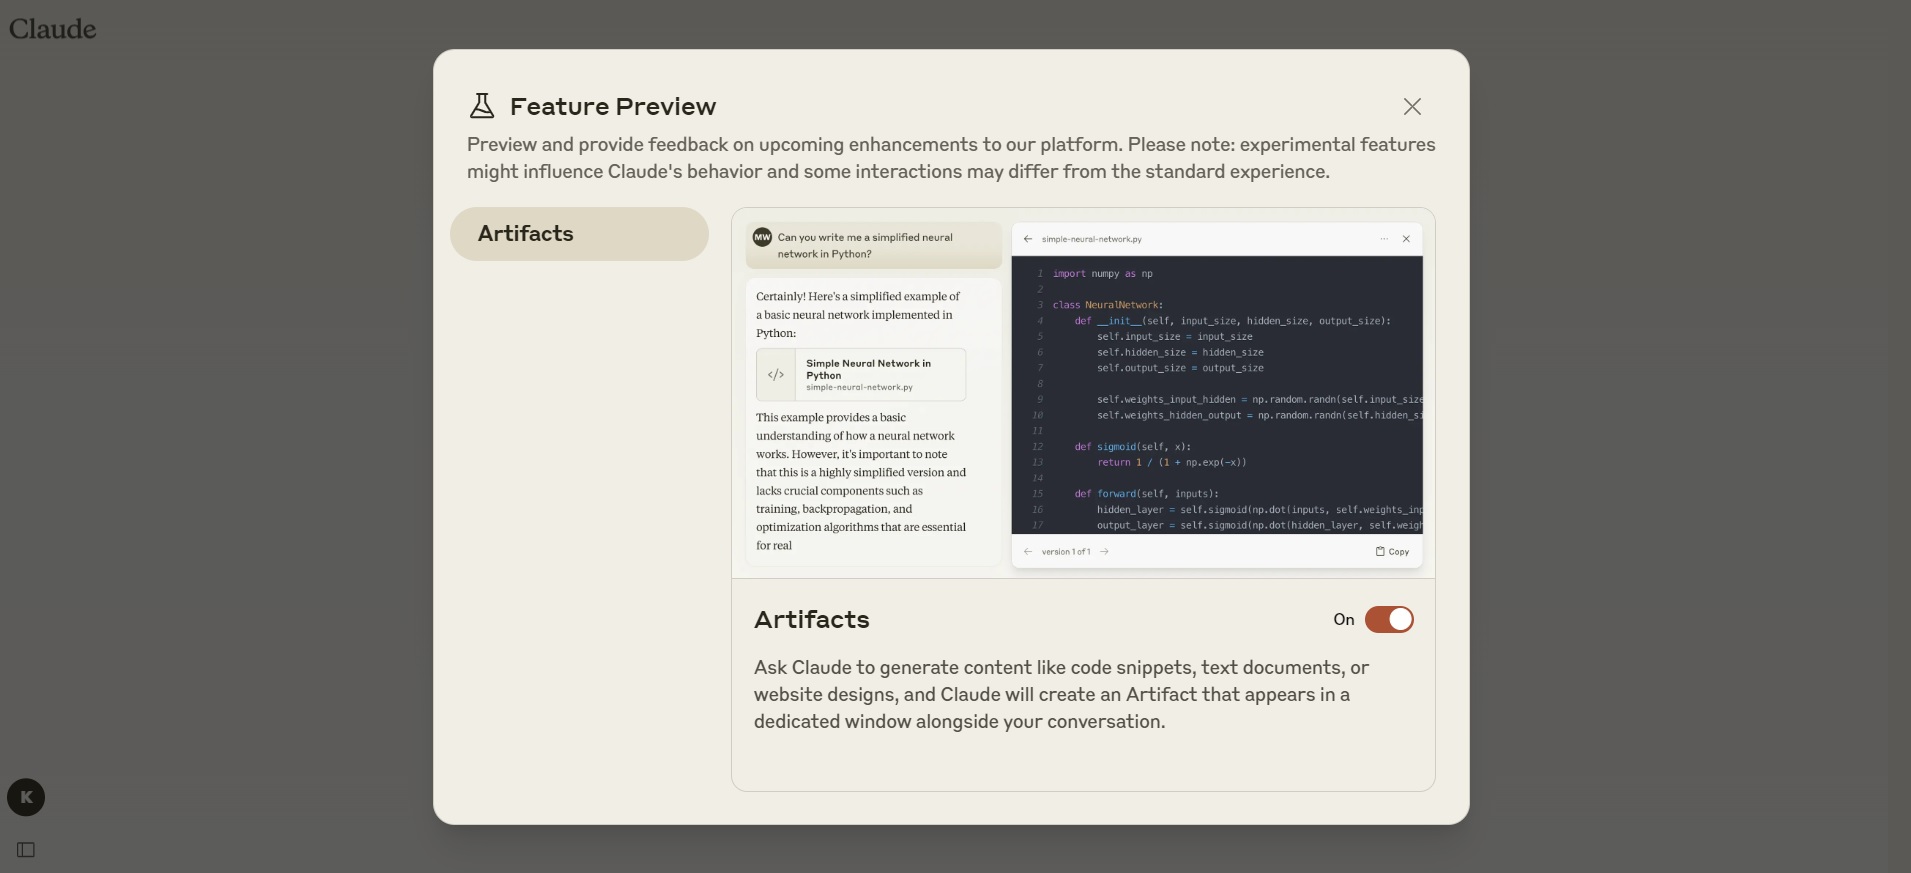 Claude
Feature Preview
Preview and provide feedback on upcoming enhancements to our platform. Please note: experimental features
might influence Claude's behavior and some interactions may differ from the standard experience.
Artifacts
MW
Can you write me a simplified neural
network in Python?
Certainly! Here's a simplified example of
a basic neural network implemented in
Python:
</>
Simple Neural Network in
Python
simple-neural-network.py
This example provides a basic
understanding of how a neural network
works. However, it's important to note
that this is a highly simplified version and
lacks crucial components such as
training, backpropagation, and
optimization algorithms that are essential
for real
simple-neural-network.py
1 import numpy as np
2
3 class NeuralNetwork:
4 def __init__(self, input_size, hidden_size, output_size):
5 self.input_size = input_size
6 self.hidden_size = hidden_size
7 self.output_size = output_size
8
9 self.weights_input_hidden = np.random.randn(self.input_size
10 self.weights_hidden_output = np.random.randn(self.hidden_si
11
12 def sigmoid(self, x):
13 return 1 / (1 + np.exp(-x))
14
15 def forward(self, inputs):
16 hidden_layer = self.sigmoid(np.dot(inputs, self.weights_inp
17 output_layer = self.sigmoid(np.dot(hidden_layer, self.weigh
version 1 of 1
Copy
Artifacts
On
Ask Claude to generate content like code snippets, text documents, or
website designs, and Claude will create an Artifact that appears in a
dedicated window alongside your conversation.
K